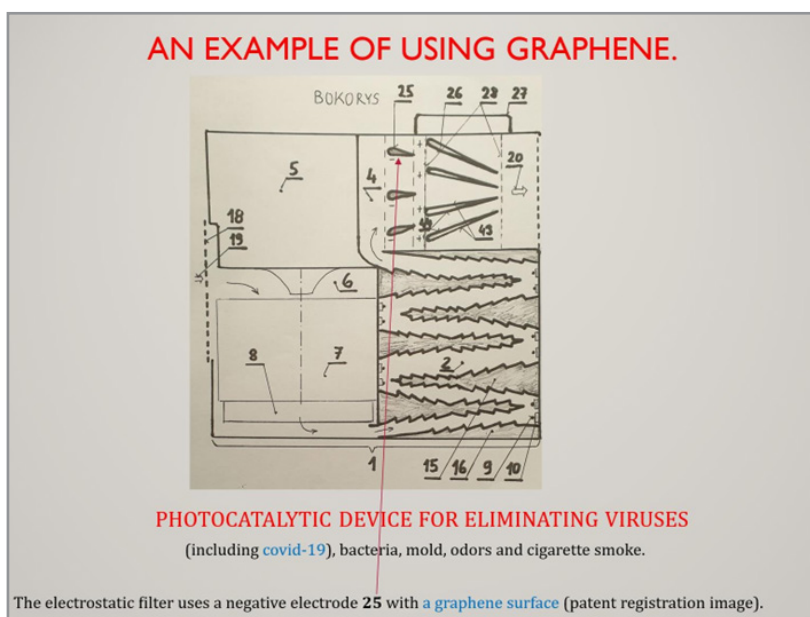 AN EXAMPLE OF USING GRAPHENE.
BOKORYS 25 26 28 27
5 4 20
18
19
39 43
6
8 7 2
1 15 16 9 10
PHOTOCATALYTIC DEVICE FOR ELIMINATING VIRUSES
(including covid-19), bacteria, mold, odors and cigarette smoke.
The electrostatic filter uses a negative electrode 25 with a graphene surface (patent registration image).